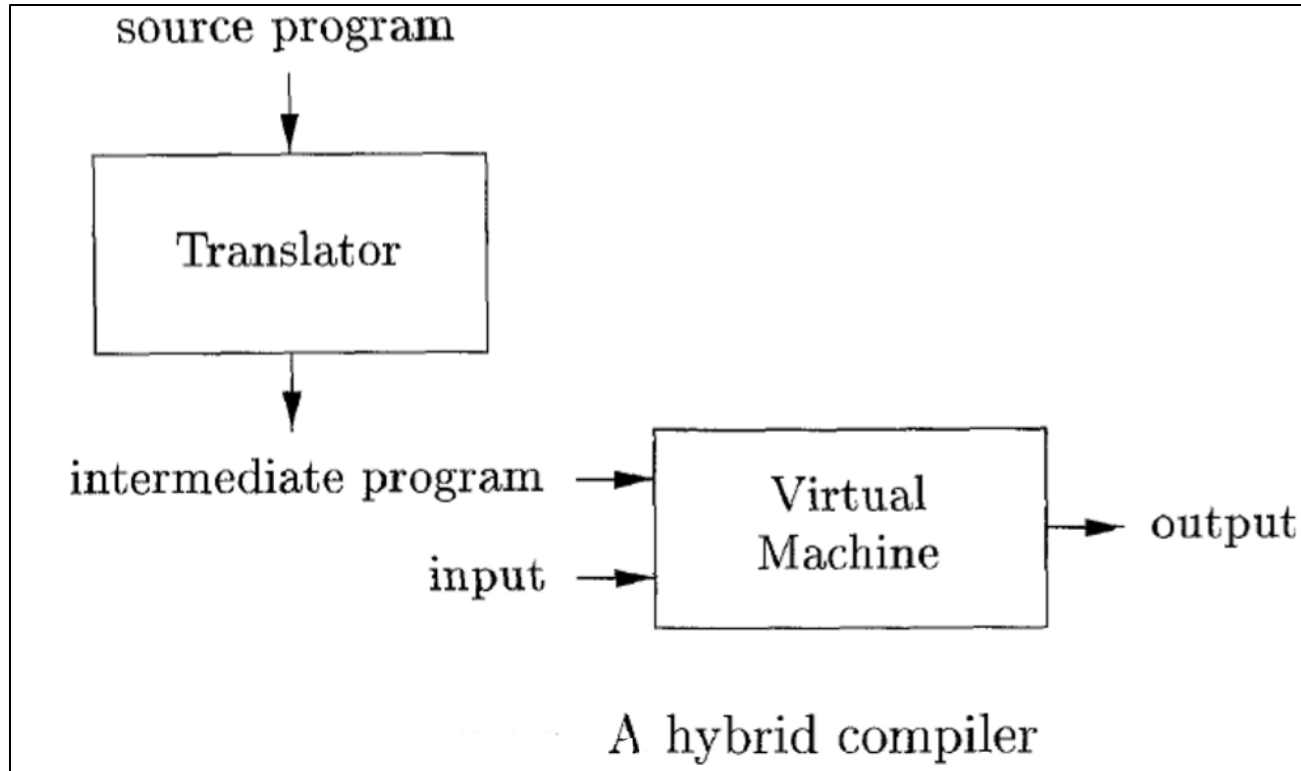 source program
Translator
intermediate program
input
Virtual
Machine
output
A hybrid compiler